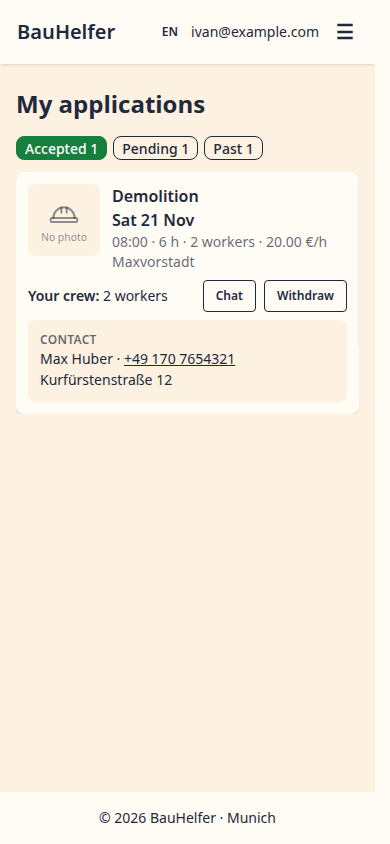 BauHelfer EN ivan@example.com ☰
My applications
Accepted 1 Pending 1 Past 1
No photo
Demolition
Sat 21 Nov
08:00 · 6 h · 2 workers · 20.00 €/h
Maxvorstadt
Your crew: 2 workers Chat Withdraw
CONTACT
Max Huber · +49 170 7654321
Kurfürstenstraße 12
© 2026 BauHelfer · Munich